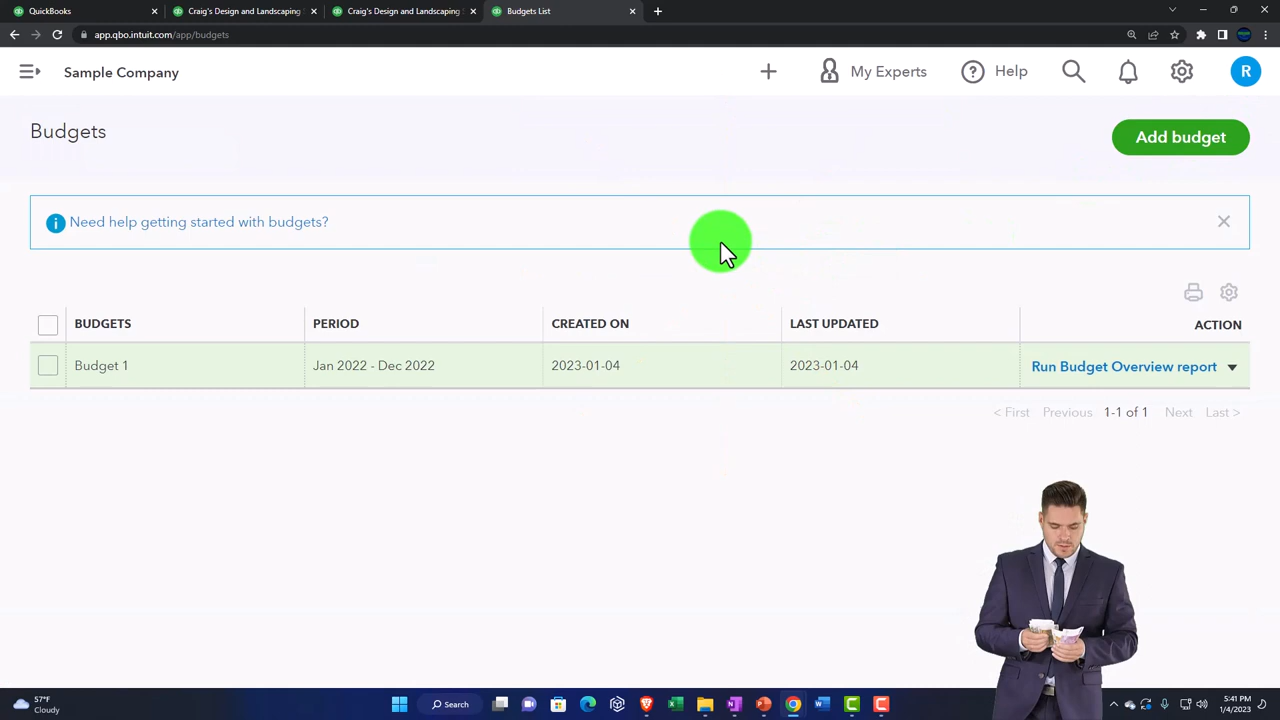 QuickBooks
Craig's Design and Landscaping
Craig's Design and Landscaping S
Budgets List
app.qbo.intuit.com/app/budgets
Sample Company
My Experts
Help
R
Budgets
Add budget
Need help getting started with budgets?
BUDGETS PERIOD CREATED ON LAST UPDATED ACTION
Budget 1 Jan 2022 - Dec 2022 2023-01-04 2023-01-04 Run Budget Overview report
< First Previous 1-1 of 1 Next Last >
57°F
Cloudy
Search
5:41 PM
1/4/2023